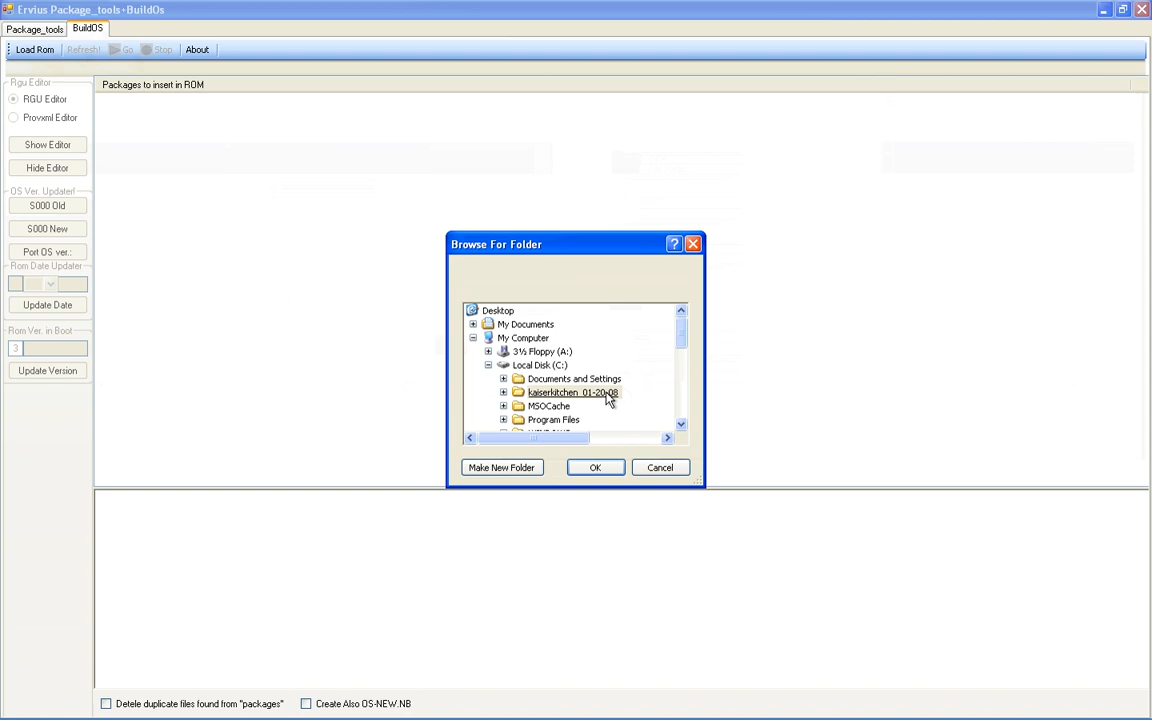 Ervius Package_tools+BuildOs
Package_tools BuildOS
Load Rom Refresh! Go Stop About
Rgu Editor
RGU Editor
Provxml Editor
Show Editor
Hide Editor
OS Ver. Updater!
S000 Old
S000 New
Port OS ver.:
Rom Date Updater
Update Date
Rom Ver. in Boot
3
Update Version
Packages to insert in ROM
Browse For Folder
Desktop
My Documents
My Computer
3½ Floppy (A:)
Local Disk (C:)
Documents and Settings
kaiserkitchen_01-20-08
MSOCache
Program Files
Make New Folder OK Cancel
Detele duplicate files found from "packages" Create Also OS-NEW.NB